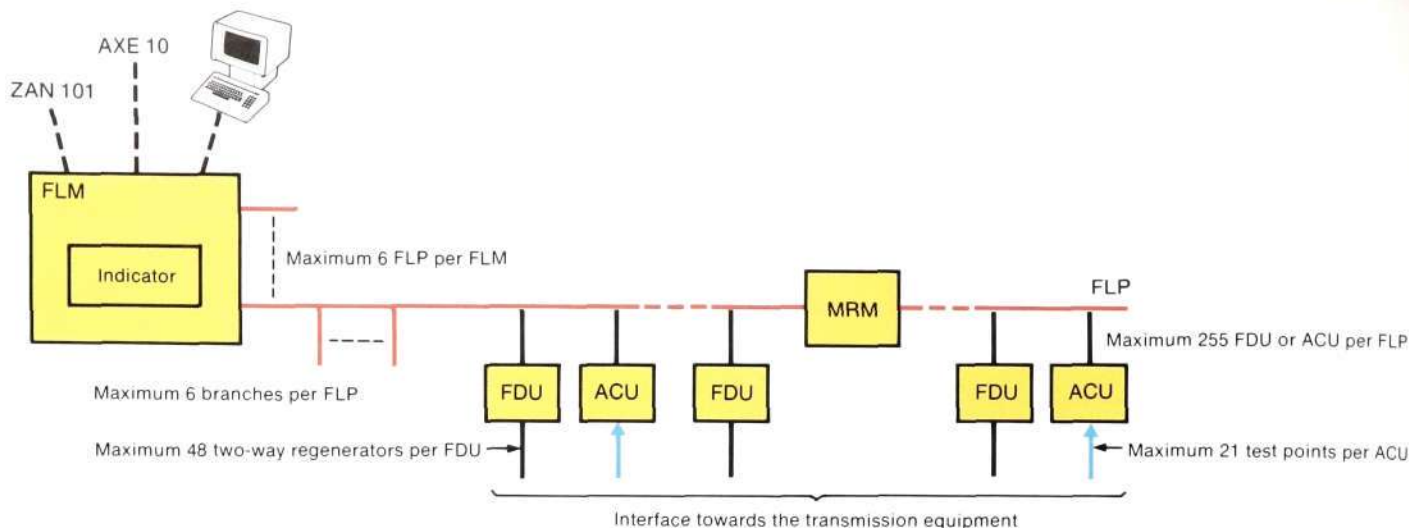 AXE 10
ZAN 101
FLM
Indicator
Maximum 6 FLP per FLM
MRM
FLP
Maximum 255 FDU or ACU per FLP
Maximum 6 branches per FLP
FDU
ACU
FDU
FDU
ACU
Maximum 48 two-way regenerators per FDU
Maximum 21 test points per ACU
Interface towards the transmission equipment